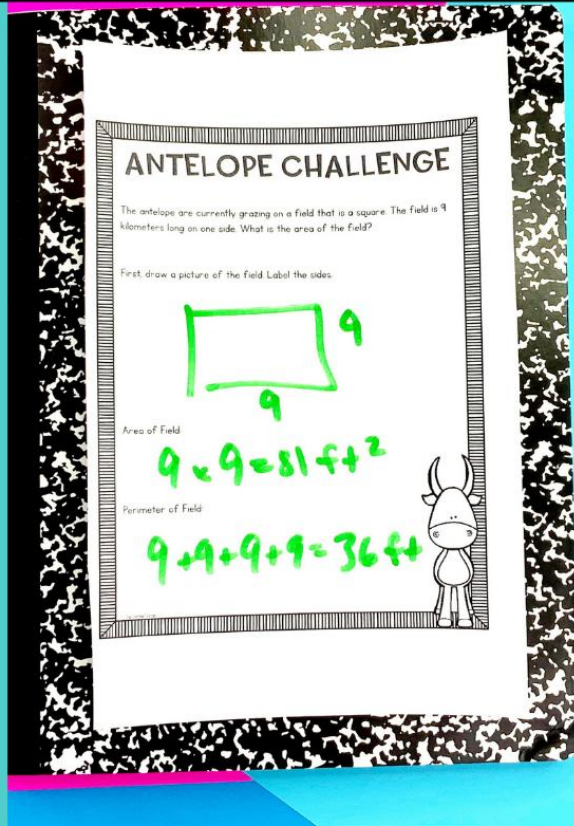 ANTELOPE CHALLENGE
The antelope are currently grazing on a field that is a square. The field is 9
kilometers long on one side. What is the area of the field?
First, draw a picture of the field. Label the sides.
9
9
Area of Field:
9 x 9 = 81 ft²
Perimeter of Field:
9+9+9+9 = 36 ft